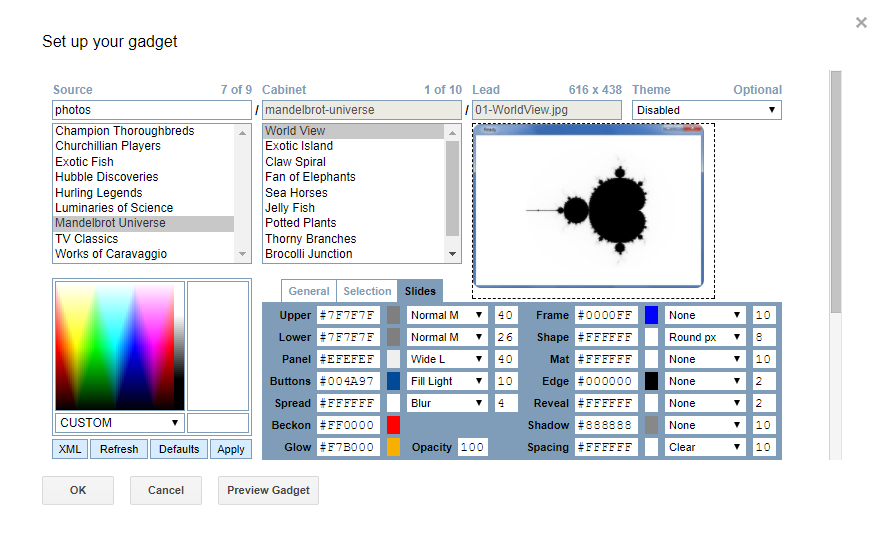 ×
Set up your gadget
Source 7 of 9 Cabinet 1 of 10 Lead 616 x 438 Theme Optional
photos / mandelbrot-universe / 01-WorldView.jpg Disabled
Champion Thoroughbreds
Churchillian Players
Exotic Fish
Hubble Discoveries
Hurling Legends
Luminaries of Science
Mandelbrot Universe
TV Classics
Works of Caravaggio
World View
Exotic Island
Claw Spiral
Fan of Elephants
Sea Horses
Jelly Fish
Potted Plants
Thorny Branches
Brocolli Junction
Ready
General Selection Slides
Upper #7F7F7F Normal M 40 Frame #0000FF None 10
Lower #7F7F7F Normal M 26 Shape #FFFFFF Round px 8
Panel #EFEFEF Wide L 40 Mat #FFFFFF None 10
Buttons #004A97 Fill Light 10 Edge #000000 None 2
Spread #FFFFFF Blur 4 Reveal #FFFFFF None 2
Beckon #FF0000 Shadow #888888 None 10
Glow #F7B000 Opacity 100 Spacing #FFFFFF Clear 10
CUSTOM
XML Refresh Defaults Apply
OK Cancel Preview Gadget